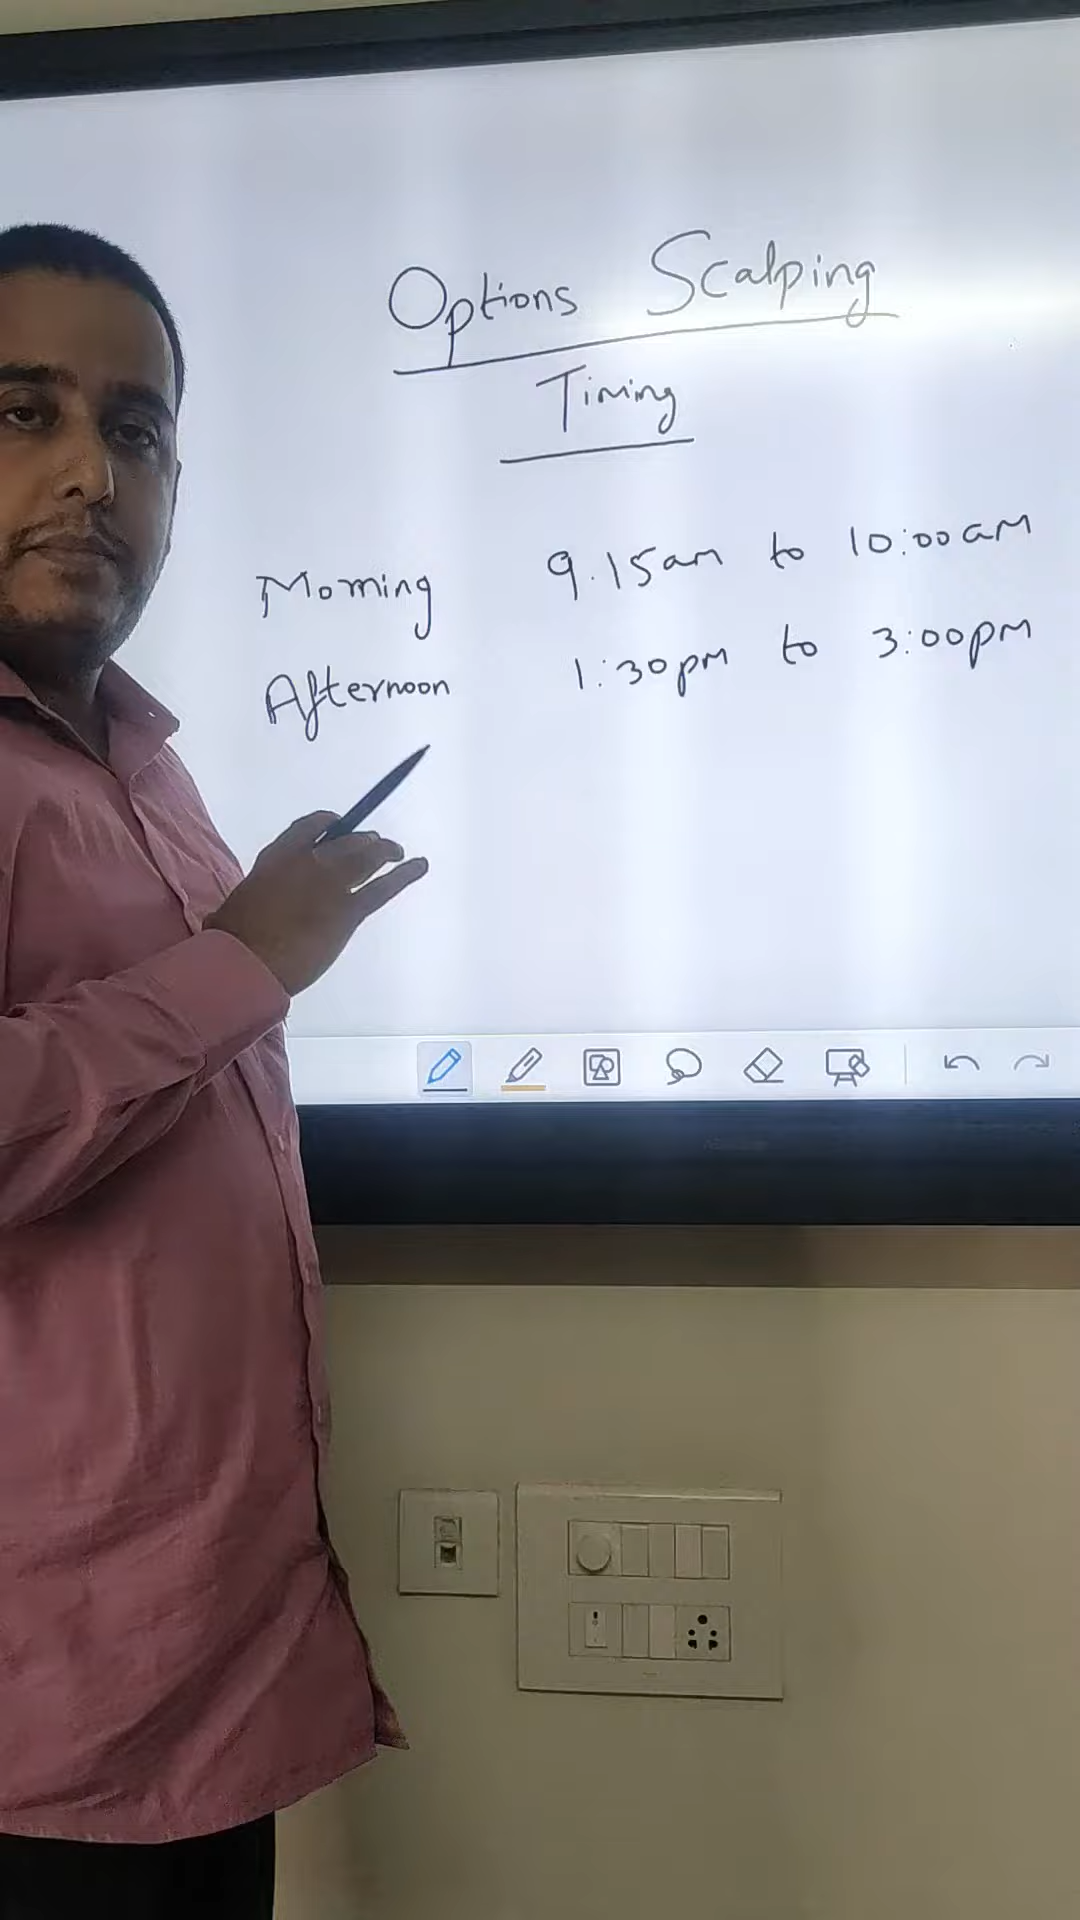 Options Scalping
Timing
Morning 9.15am to 10:00am
Afternoon 1:30pm to 3:00pm